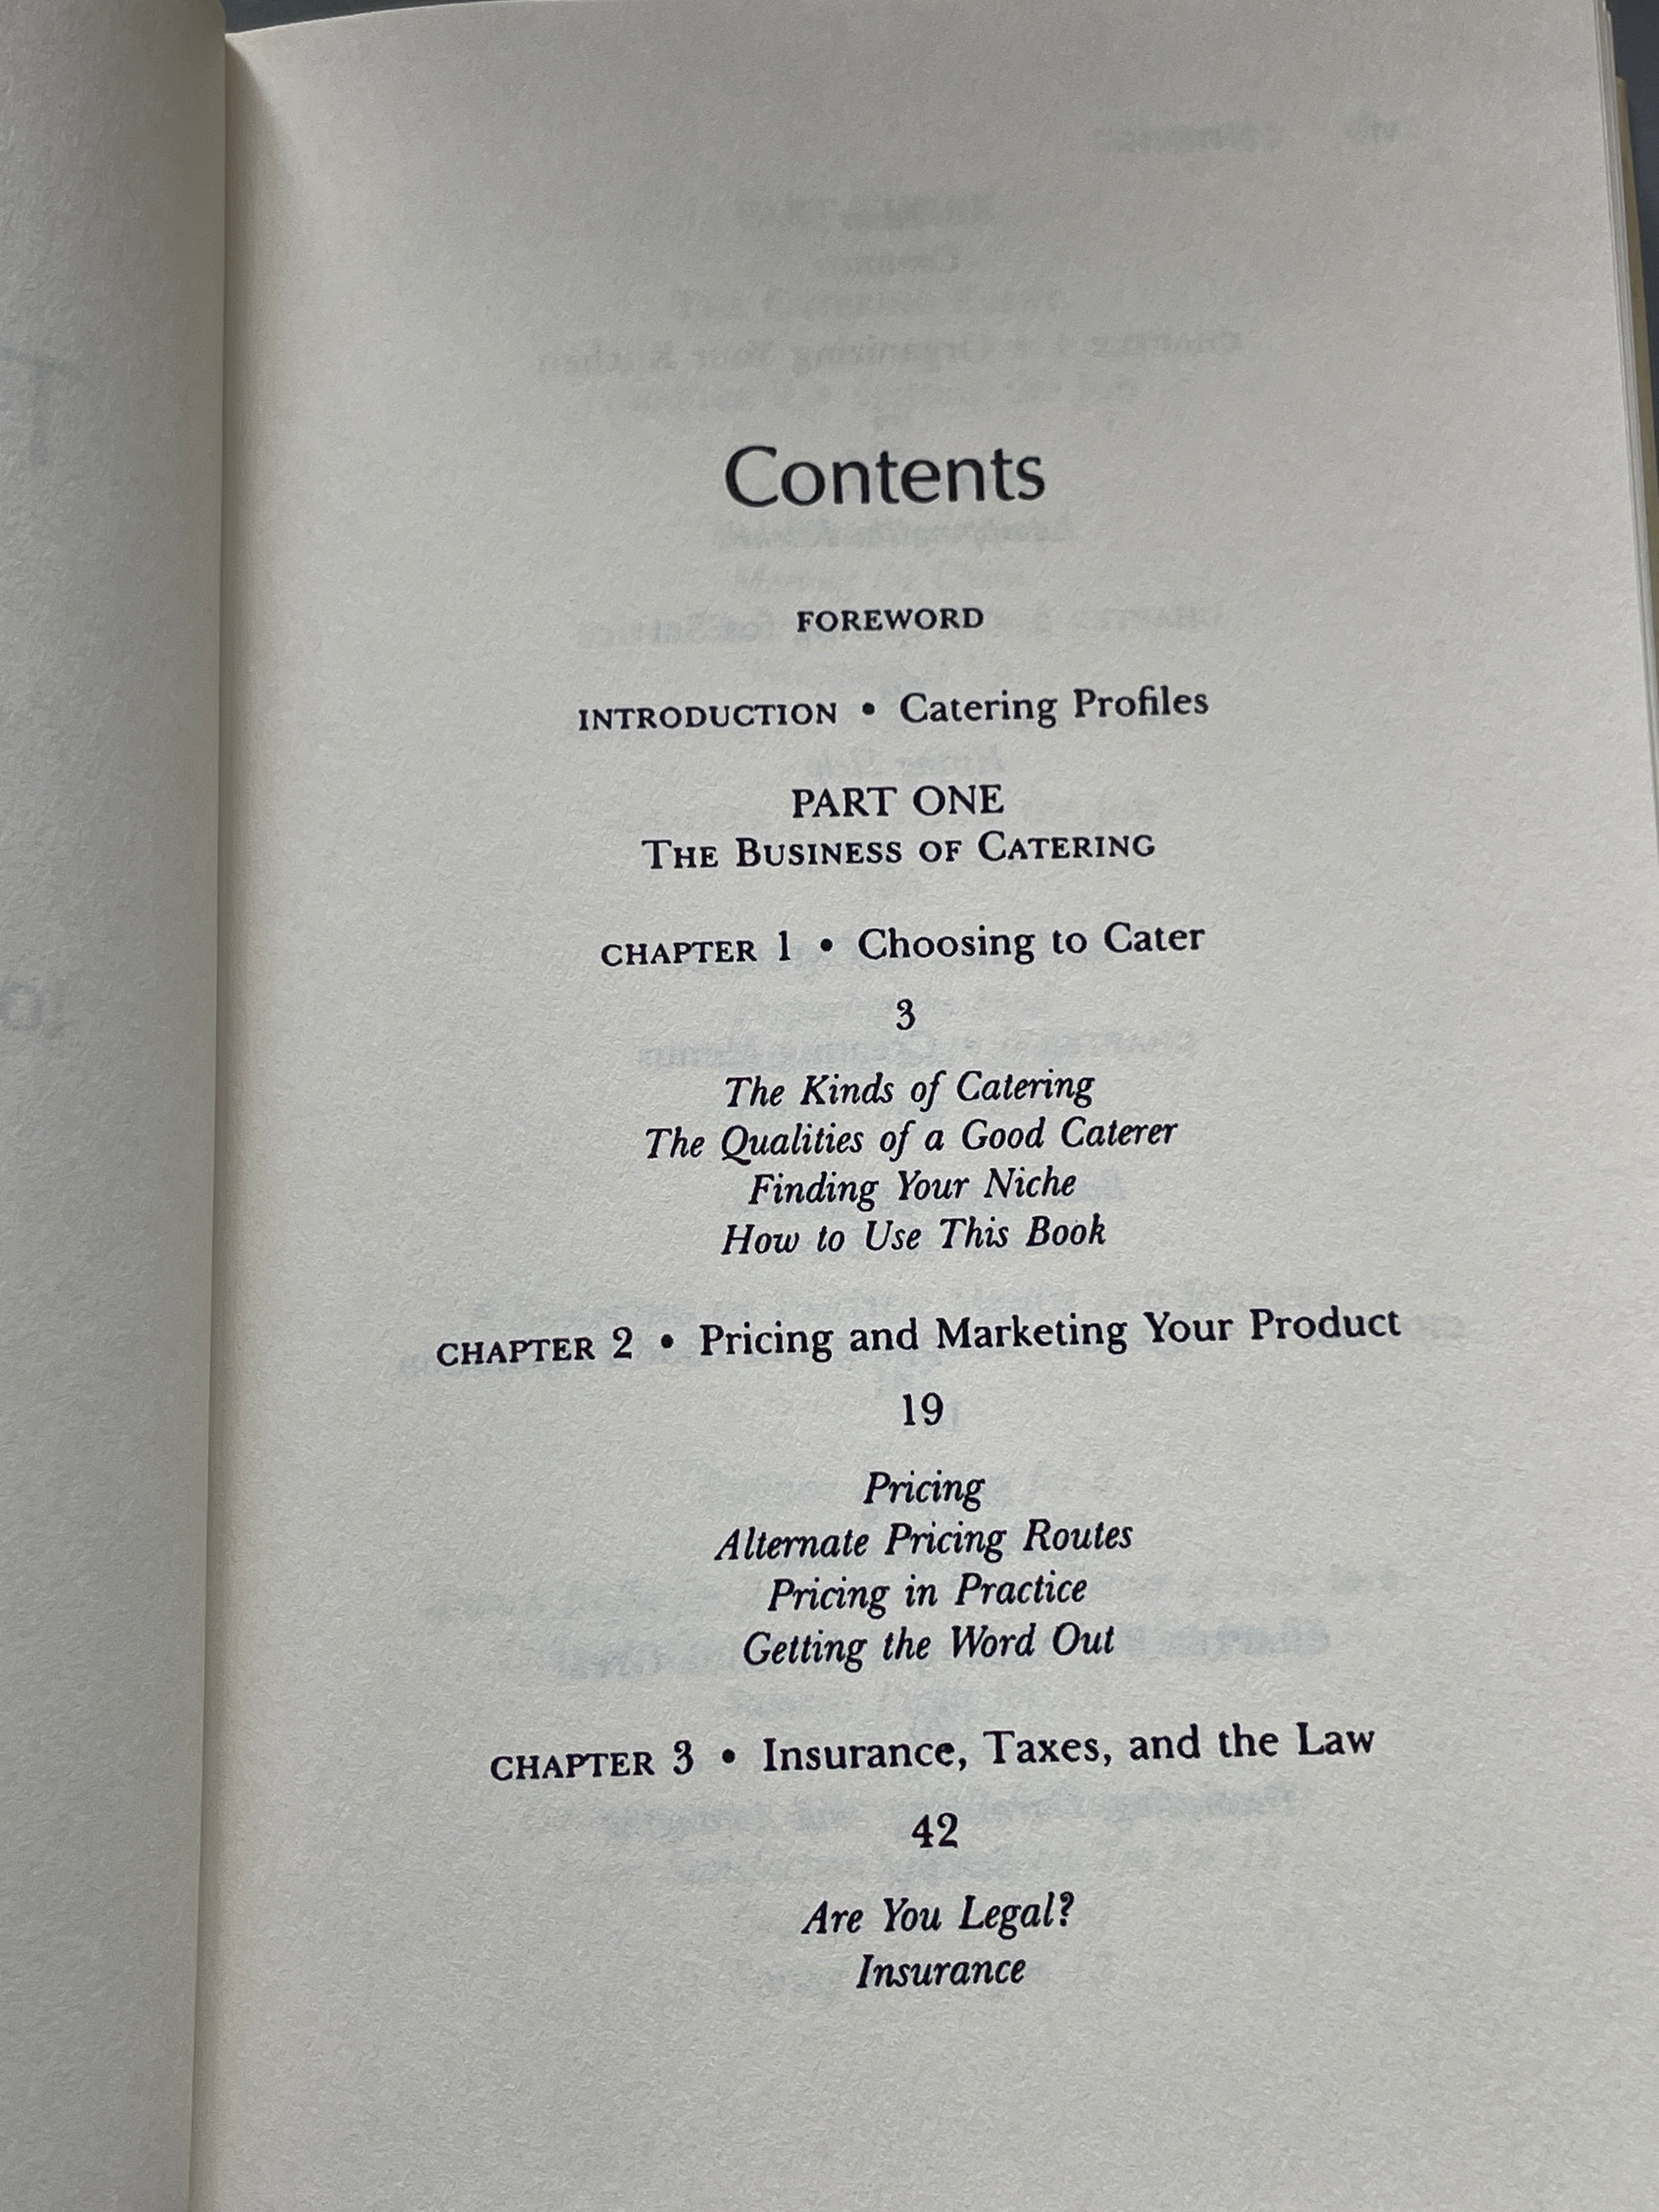 Contents
FOREWORD
INTRODUCTION • Catering Profiles
PART ONE
THE BUSINESS OF CATERING
CHAPTER 1 • Choosing to Cater
3
The Kinds of Catering
The Qualities of a Good Caterer
Finding Your Niche
How to Use This Book
CHAPTER 2 • Pricing and Marketing Your Product
19
Pricing
Alternate Pricing Routes
Pricing in Practice
Getting the Word Out
CHAPTER 3 • Insurance, Taxes, and the Law
42
Are You Legal?
Insurance